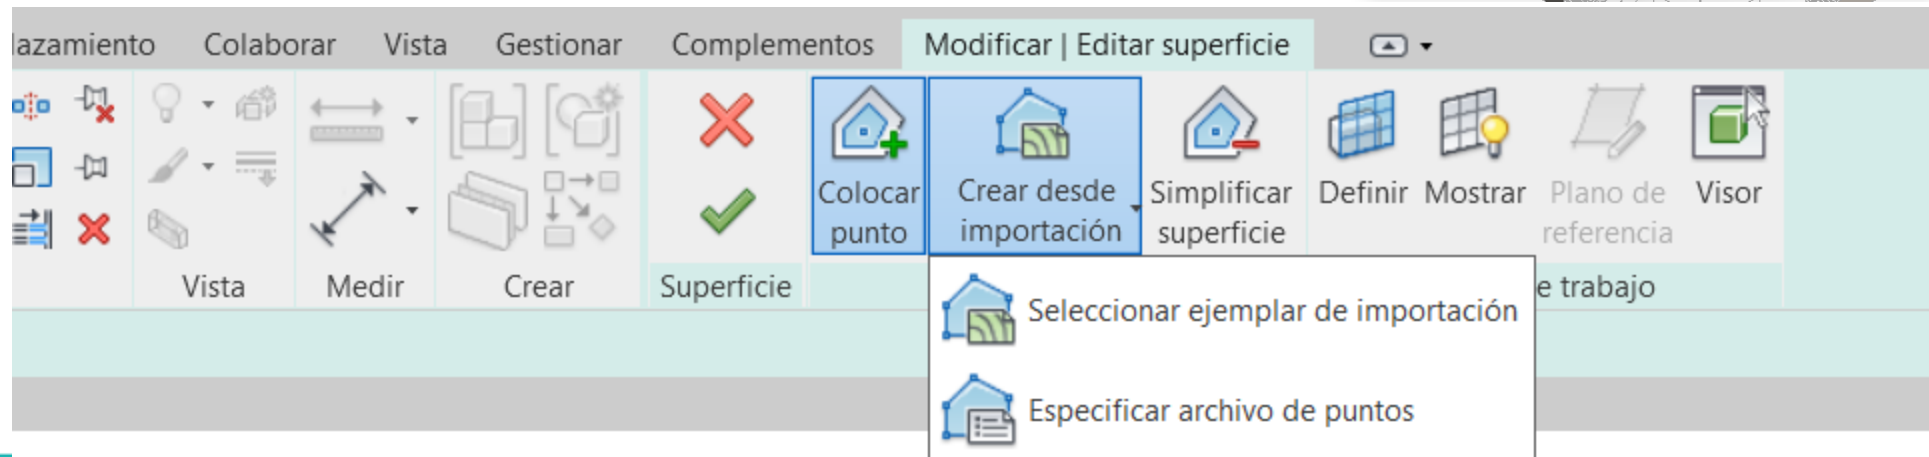 lazamiento Colaborar Vista Gestionar Complementos Modificar | Editar superficie
Colocar punto
Crear desde importación
Simplificar superficie
Definir
Mostrar
Plano de referencia
Visor
Vista Medir Crear Superficie e trabajo
Seleccionar ejemplar de importación
Especificar archivo de puntos